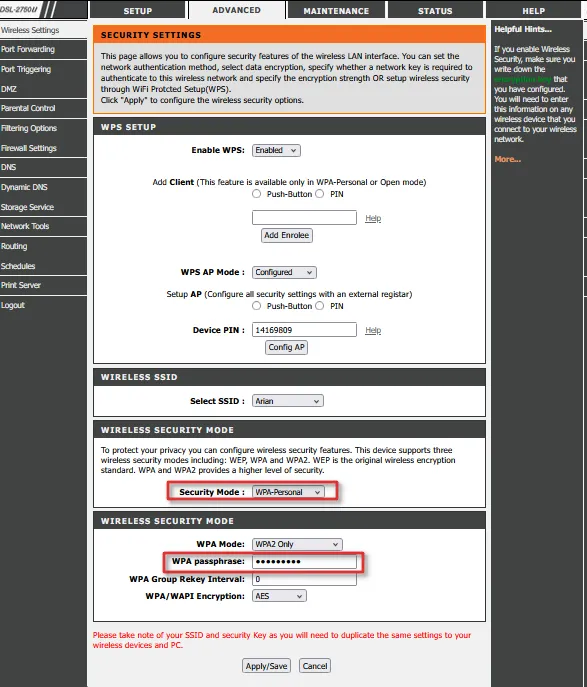 DSL-2750U
SETUP ADVANCED MAINTENANCE STATUS HELP
Wireless Settings
Port Forwarding
Port Triggering
DMZ
Parental Control
Filtering Options
Firewall Settings
DNS
Dynamic DNS
Storage Service
Network Tools
Routing
Schedules
Print Server
Logout
SECURITY SETTINGS
This page allows you to configure security features of the wireless LAN interface. You can set the
network authentication method, select data encryption, specify whether a network key is required to
authenticate to this wireless network and specify the encryption strength OR setup wireless security
through WiFi Protcted Setup(WPS).
Click "Apply" to configure the wireless security options.
WPS SETUP
Enable WPS: Enabled
Add Client (This feature is available only in WPA-Personal or Open mode)
Push-Button PIN
Help
Add Enrolee
WPS AP Mode : Configured
Setup AP (Configure all security settings with an external registar)
Push-Button PIN
Device PIN : 14169809 Help
Config AP
WIRELESS SSID
Select SSID : Arian
WIRELESS SECURITY MODE
To protect your privacy you can configure wireless security features. This device supports three
wireless security modes including: WEP, WPA and WPA2. WEP is the original wireless encryption
standard. WPA and WPA2 provides a higher level of security.
Security Mode : WPA-Personal
WIRELESS SECURITY MODE
WPA Mode: WPA2 Only
WPA passphrase: •••••••••
WPA Group Rekey Interval: 0
WPA/WAPI Encryption: AES
Please take note of your SSID and security Key as you will need to duplicate the same settings to your
wireless devices and PC.
Apply/Save Cancel
Helpful Hints...
If you enable Wireless
Security, make sure you
write down the
encryption key that
you have configured.
You will need to enter
this information on any
wireless device that you
connect to your wireless
network.
More...